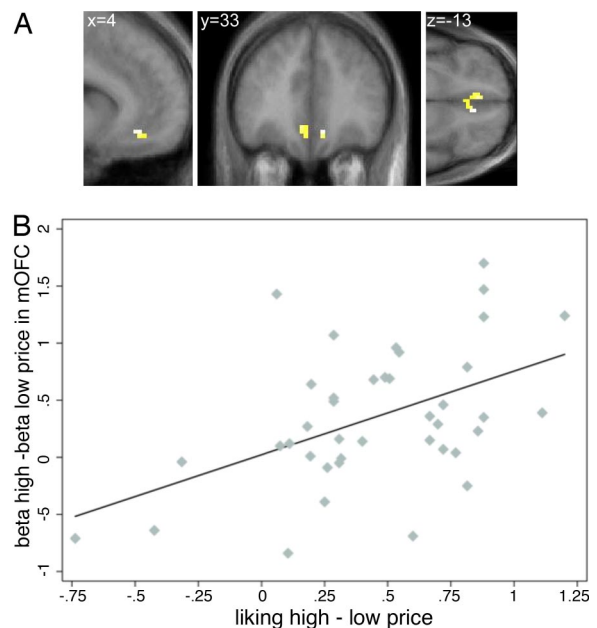 A
x=4
y=33
z=-13
B
beta high -beta low price in mOFC
2
1.5
1
.5
0
-.5
-1
-.75 -.5 -.25 0 .25 .5 .75 1 1.25
liking high - low price